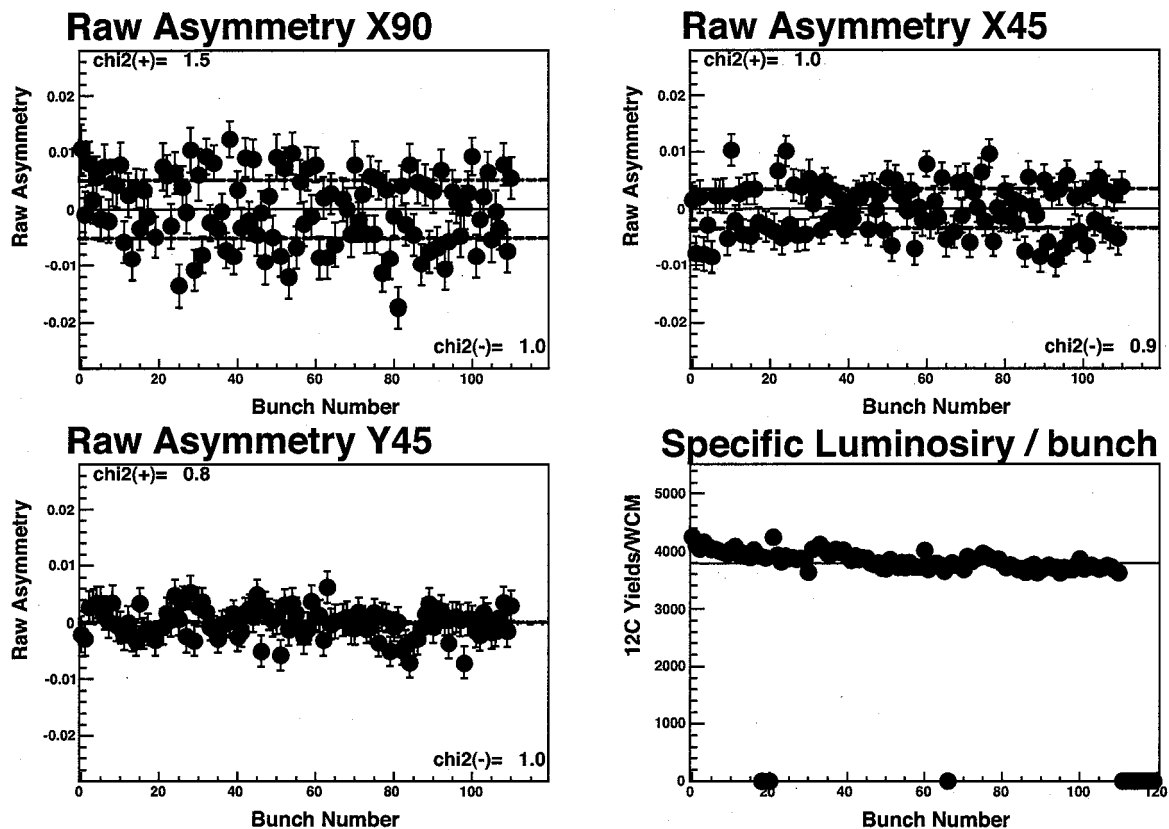 Raw Asymmetry X90
chi2(+)= 1.5
Raw Asymmetry
0.02
0.01
0
-0.01
-0.02
chi2(-)= 1.0
0 20 40 60 80 100
Bunch Number
Raw Asymmetry X45
chi2(+)= 1.0
Raw Asymmetry
0.02
0.01
0
-0.01
-0.02
chi2(-)= 0.9
0 20 40 60 80 100
Bunch Number
Raw Asymmetry Y45
chi2(+)= 0.8
Raw Asymmetry
0.02
0.01
0
-0.01
-0.02
chi2(-)= 1.0
0 20 40 60 80 100
Bunch Number
Specific Luminosiry / bunch
12C Yields/WCM
5000
4000
3000
2000
1000
0
0 20 40 60 80 100 120
Bunch Number